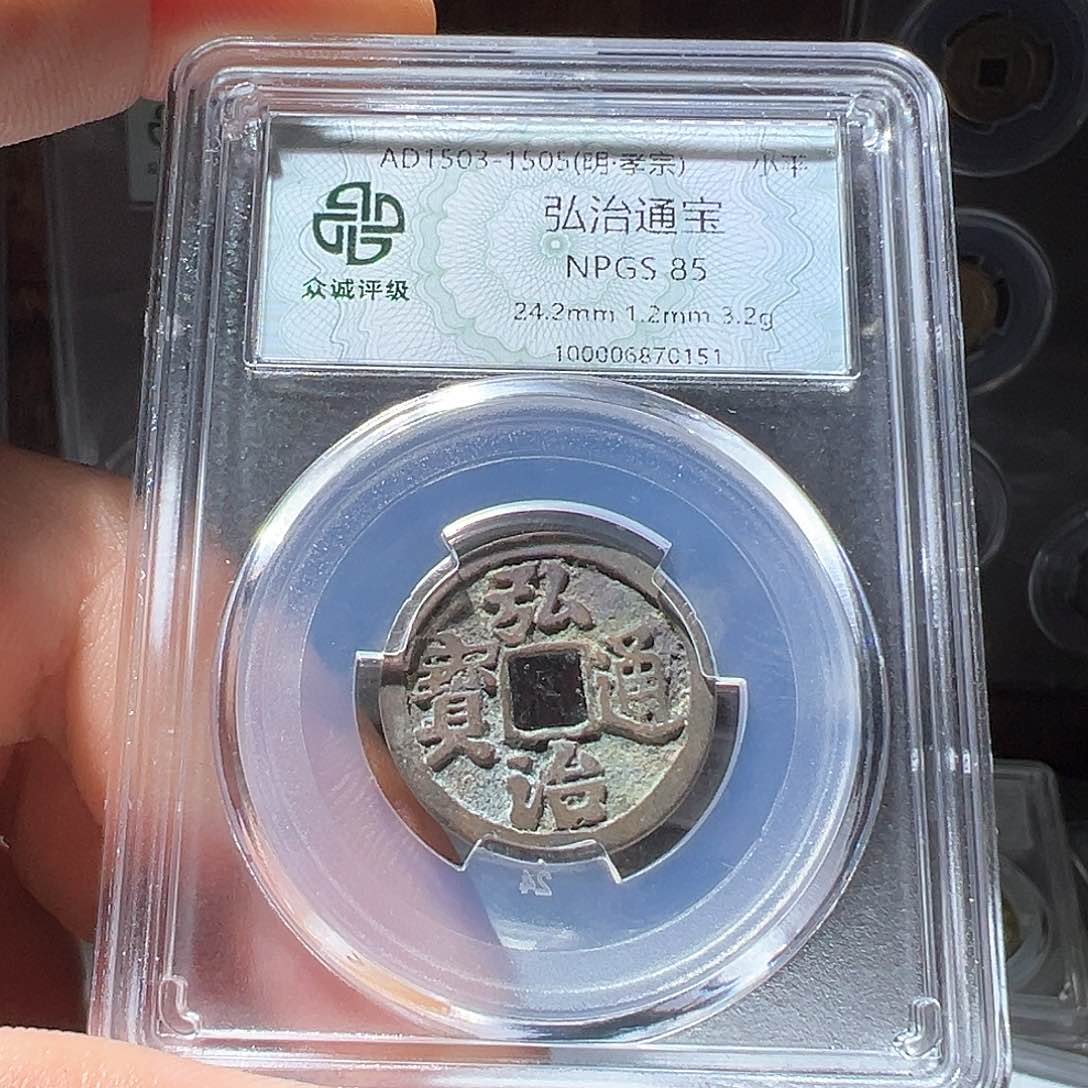 AD1503-1505(明·孝宗) 小平
弘治通宝
NPGS 85
众诚评级
24.2mm 1.2mm 3.2g
100006870151
弘
寶 通
治
24